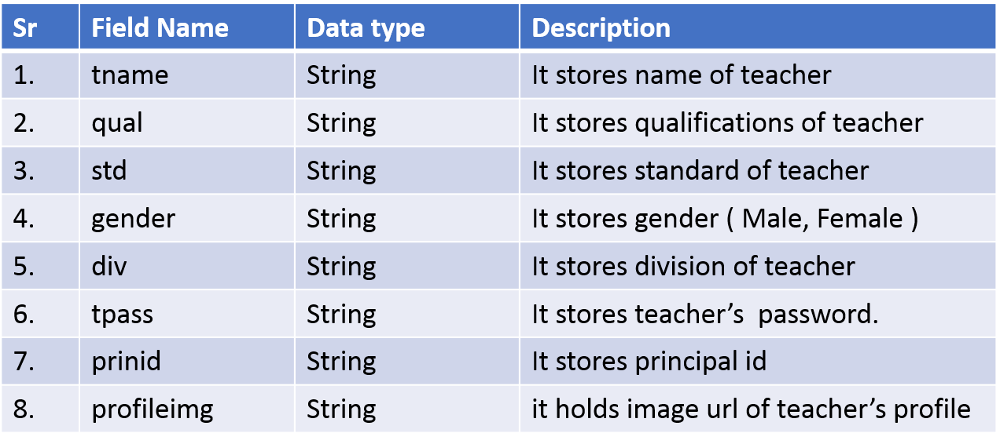 Sr Field Name Data type Description
1. tname String It stores name of teacher
2. qual String It stores qualifications of teacher
3. std String It stores standard of teacher
4. gender String It stores gender ( Male, Female )
5. div String It stores division of teacher
6. tpass String It stores teacher’s  password.
7. prinid String It stores principal id
8. profileimg String it holds image url of teacher’s profile